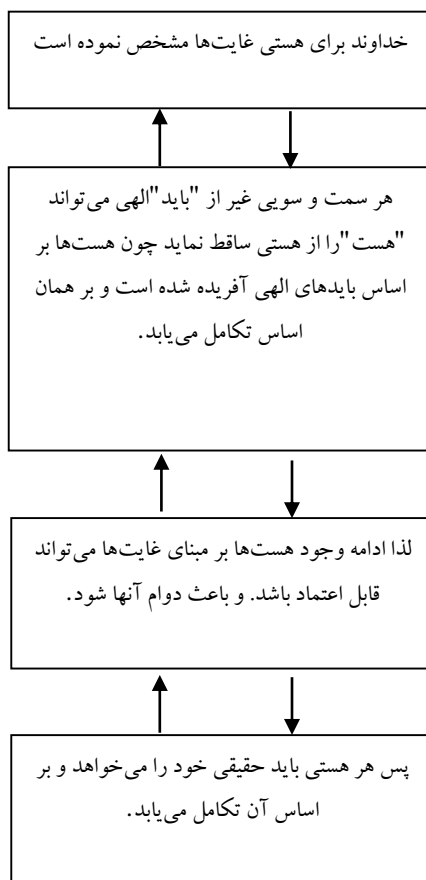 خداوند برای هستی غایت‌ها مشخص نموده است
هر سمت و سویی غیر از "باید"الهی می‌تواند
"هست"را از هستی ساقط نماید چون هست‌ها بر
اساس بایدهای الهی آفریده شده است و بر همان
اساس تکامل می‌یابد.
لذا ادامه وجود هست‌ها بر مبنای غایت‌ها می‌تواند
قابل اعتماد باشد. و باعث دوام آنها شود.
پس هر هستی باید حقیقی خود را می‌خواهد و بر
اساس آن تکامل می‌یابد.